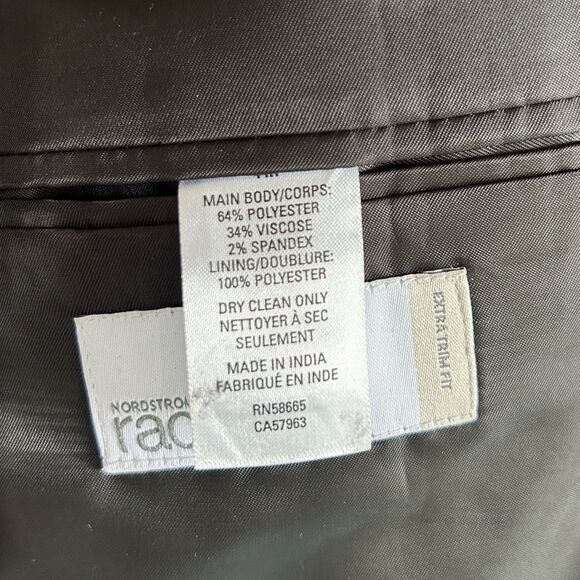 MAIN BODY/CORPS:
64% POLYESTER
34% VISCOSE
2% SPANDEX
LINING/DOUBLURE:
100% POLYESTER
DRY CLEAN ONLY
NETTOYER À SEC
SEULEMENT
MADE IN INDIA
FABRIQUÉ EN INDE
RN58665
CA57963
NORDSTROM
rac
EXTRA TRIM FIT